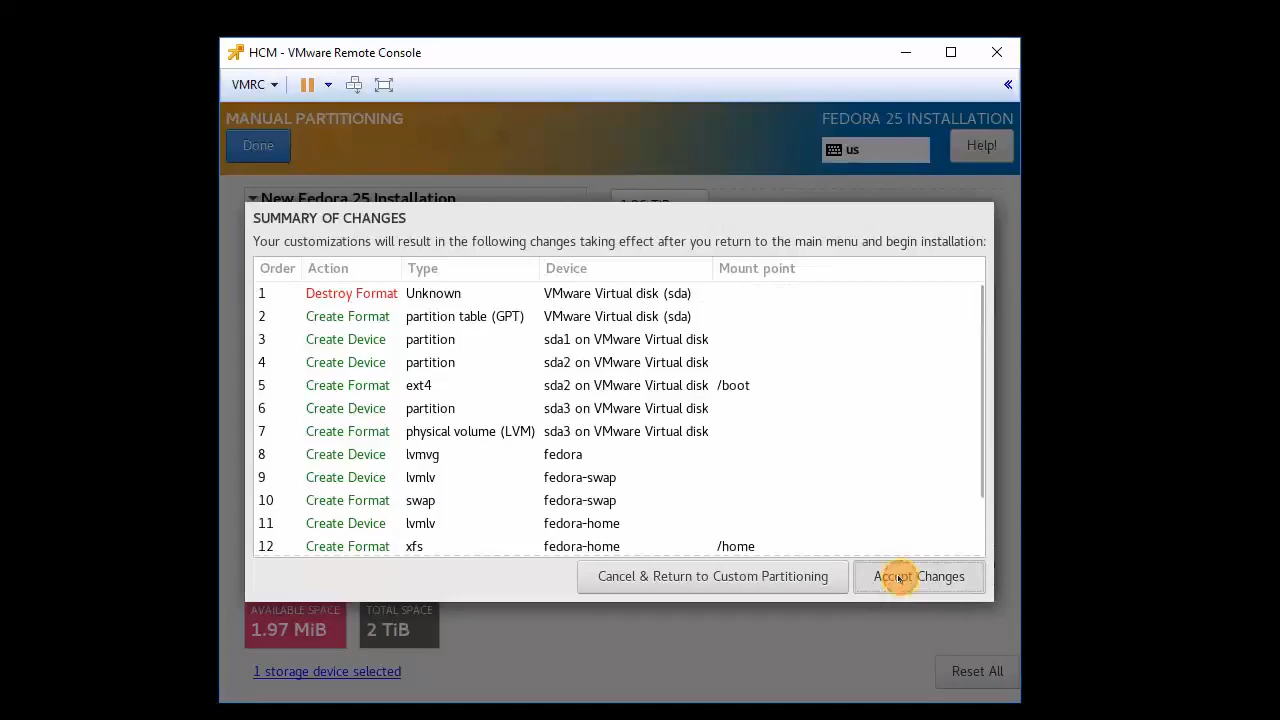 HCM - VMware Remote Console
VMRC
MANUAL PARTITIONING
FEDORA 25 INSTALLATION
Done
us
Help!
New Fedora 25 Installation
SUMMARY OF CHANGES
Your customizations will result in the following changes taking effect after you return to the main menu and begin installation:
Order Action Type Device Mount point
1 Destroy Format Unknown VMware Virtual disk (sda)
2 Create Format partition table (GPT) VMware Virtual disk (sda)
3 Create Device partition sda1 on VMware Virtual disk
4 Create Device partition sda2 on VMware Virtual disk
5 Create Format ext4 sda2 on VMware Virtual disk /boot
6 Create Device partition sda3 on VMware Virtual disk
7 Create Format physical volume (LVM) sda3 on VMware Virtual disk
8 Create Device lvmvg fedora
9 Create Device lvmlv fedora-swap
10 Create Format swap fedora-swap
11 Create Device lvmlv fedora-home
12 Create Format xfs fedora-home /home
Cancel & Return to Custom Partitioning
Accept Changes
AVAILABLE SPACE
1.97 MiB
TOTAL SPACE
2 TiB
1 storage device selected
Reset All